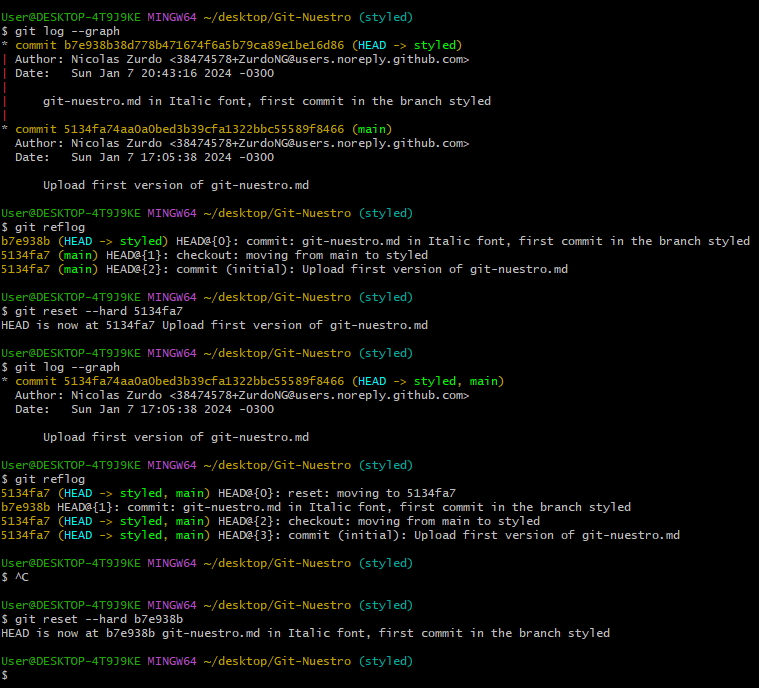 User@DESKTOP-4T9J9KE MINGW64 ~/desktop/Git-Nuestro (styled)
$ git log --graph
* commit b7e938b38d778b471674f6a5b79ca89e1be16d86 (HEAD -> styled)
| Author: Nicolas Zurdo <38474578+ZurdoNG@users.noreply.github.com>
| Date:   Sun Jan 7 20:43:16 2024 -0300
|
|     git-nuestro.md in Italic font, first commit in the branch styled
|
* commit 5134fa74aa0a0bed3b39cfa1322bbc55589f8466 (main)
  Author: Nicolas Zurdo <38474578+ZurdoNG@users.noreply.github.com>
  Date:   Sun Jan 7 17:05:38 2024 -0300

      Upload first version of git-nuestro.md

User@DESKTOP-4T9J9KE MINGW64 ~/desktop/Git-Nuestro (styled)
$ git reflog
b7e938b (HEAD -> styled) HEAD@{0}: commit: git-nuestro.md in Italic font, first commit in the branch styled
5134fa7 (main) HEAD@{1}: checkout: moving from main to styled
5134fa7 (main) HEAD@{2}: commit (initial): Upload first version of git-nuestro.md

User@DESKTOP-4T9J9KE MINGW64 ~/desktop/Git-Nuestro (styled)
$ git reset --hard 5134fa7
HEAD is now at 5134fa7 Upload first version of git-nuestro.md

User@DESKTOP-4T9J9KE MINGW64 ~/desktop/Git-Nuestro (styled)
$ git log --graph
* commit 5134fa74aa0a0bed3b39cfa1322bbc55589f8466 (HEAD -> styled, main)
  Author: Nicolas Zurdo <38474578+ZurdoNG@users.noreply.github.com>
  Date:   Sun Jan 7 17:05:38 2024 -0300

      Upload first version of git-nuestro.md

User@DESKTOP-4T9J9KE MINGW64 ~/desktop/Git-Nuestro (styled)
$ git reflog
5134fa7 (HEAD -> styled, main) HEAD@{0}: reset: moving to 5134fa7
b7e938b HEAD@{1}: commit: git-nuestro.md in Italic font, first commit in the branch styled
5134fa7 (HEAD -> styled, main) HEAD@{2}: checkout: moving from main to styled
5134fa7 (HEAD -> styled, main) HEAD@{3}: commit (initial): Upload first version of git-nuestro.md

User@DESKTOP-4T9J9KE MINGW64 ~/desktop/Git-Nuestro (styled)
$ ^C

User@DESKTOP-4T9J9KE MINGW64 ~/desktop/Git-Nuestro (styled)
$ git reset --hard b7e938b
HEAD is now at b7e938b git-nuestro.md in Italic font, first commit in the branch styled

User@DESKTOP-4T9J9KE MINGW64 ~/desktop/Git-Nuestro (styled)
$